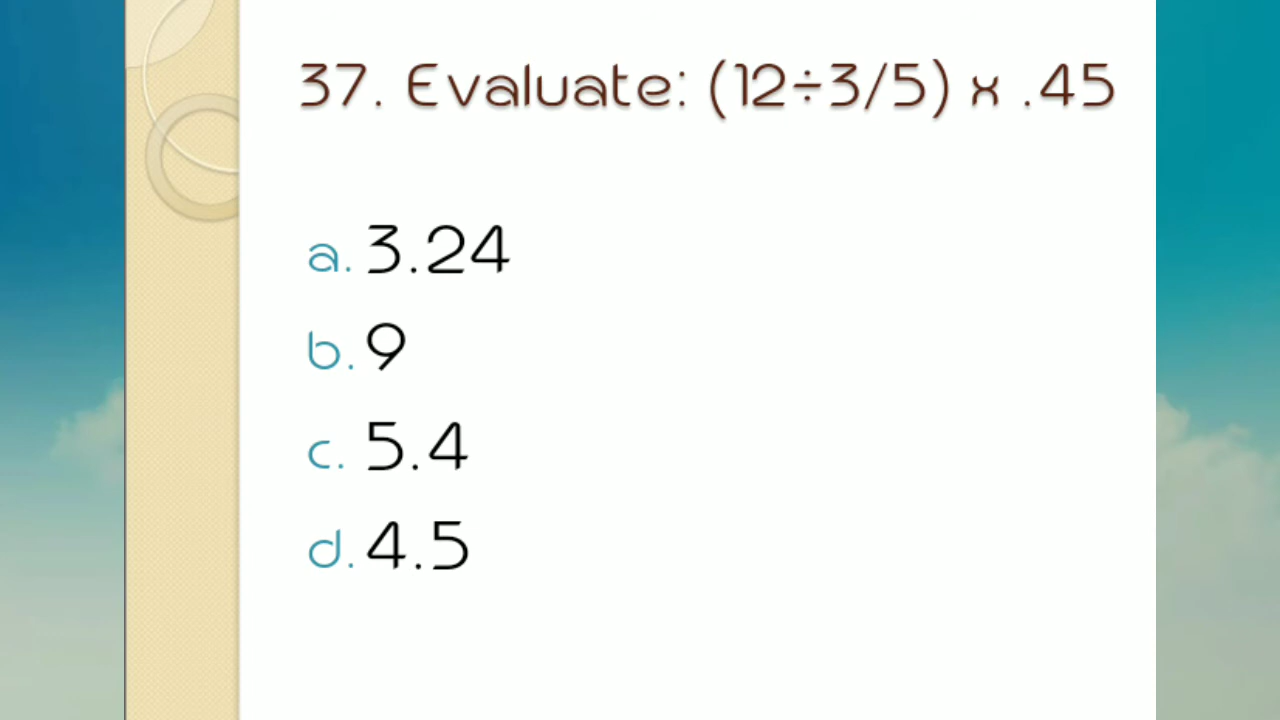 37. Evaluate: (12÷3/5) x .45
a. 3.24
b. 9
c. 5.4
d. 4.5